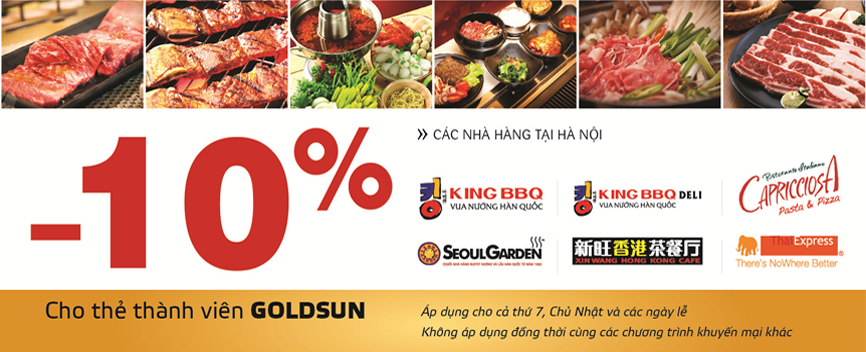 -10%
» CÁC NHÀ HÀNG TẠI HÀ NỘI
KING BBQ
VUA NƯỚNG HÀN QUỐC
KING BBQ DELI
VUA NƯỚNG HÀN QUỐC
Ristorante Italiano
CAPRICCIOSA
Pasta & Pizza
SEOUL GARDEN
新旺香港茶餐厅
XIN WANG HONG KONG CAFE
ThaiExpress
There's NoWhere Better
Cho thẻ thành viên GOLDSUN
Áp dụng cho cả thứ 7, Chủ Nhật và các ngày lễ
Không áp dụng đồng thời cùng các chương trình khuyến mại khác